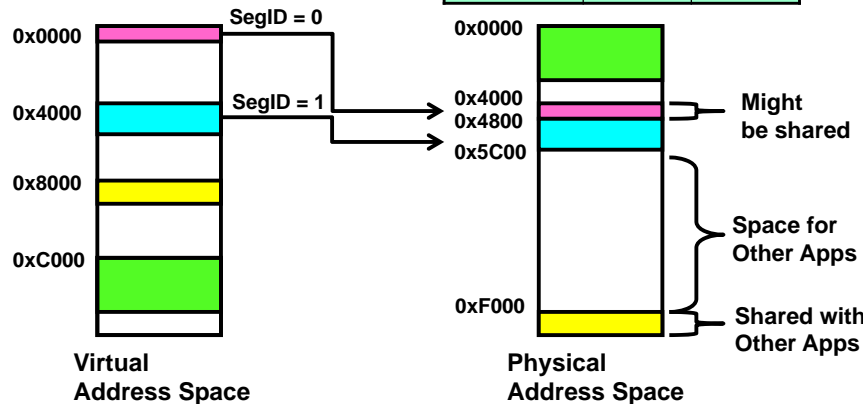 SegID = 0
0x0000
0x4000
SegID = 1
0x8000
0xC000
Virtual
Address Space
0x0000
0x4000
0x4800
0x5C00
0xF000
Might
be shared
Space for
Other Apps
Shared with
Other Apps
Physical
Address Space